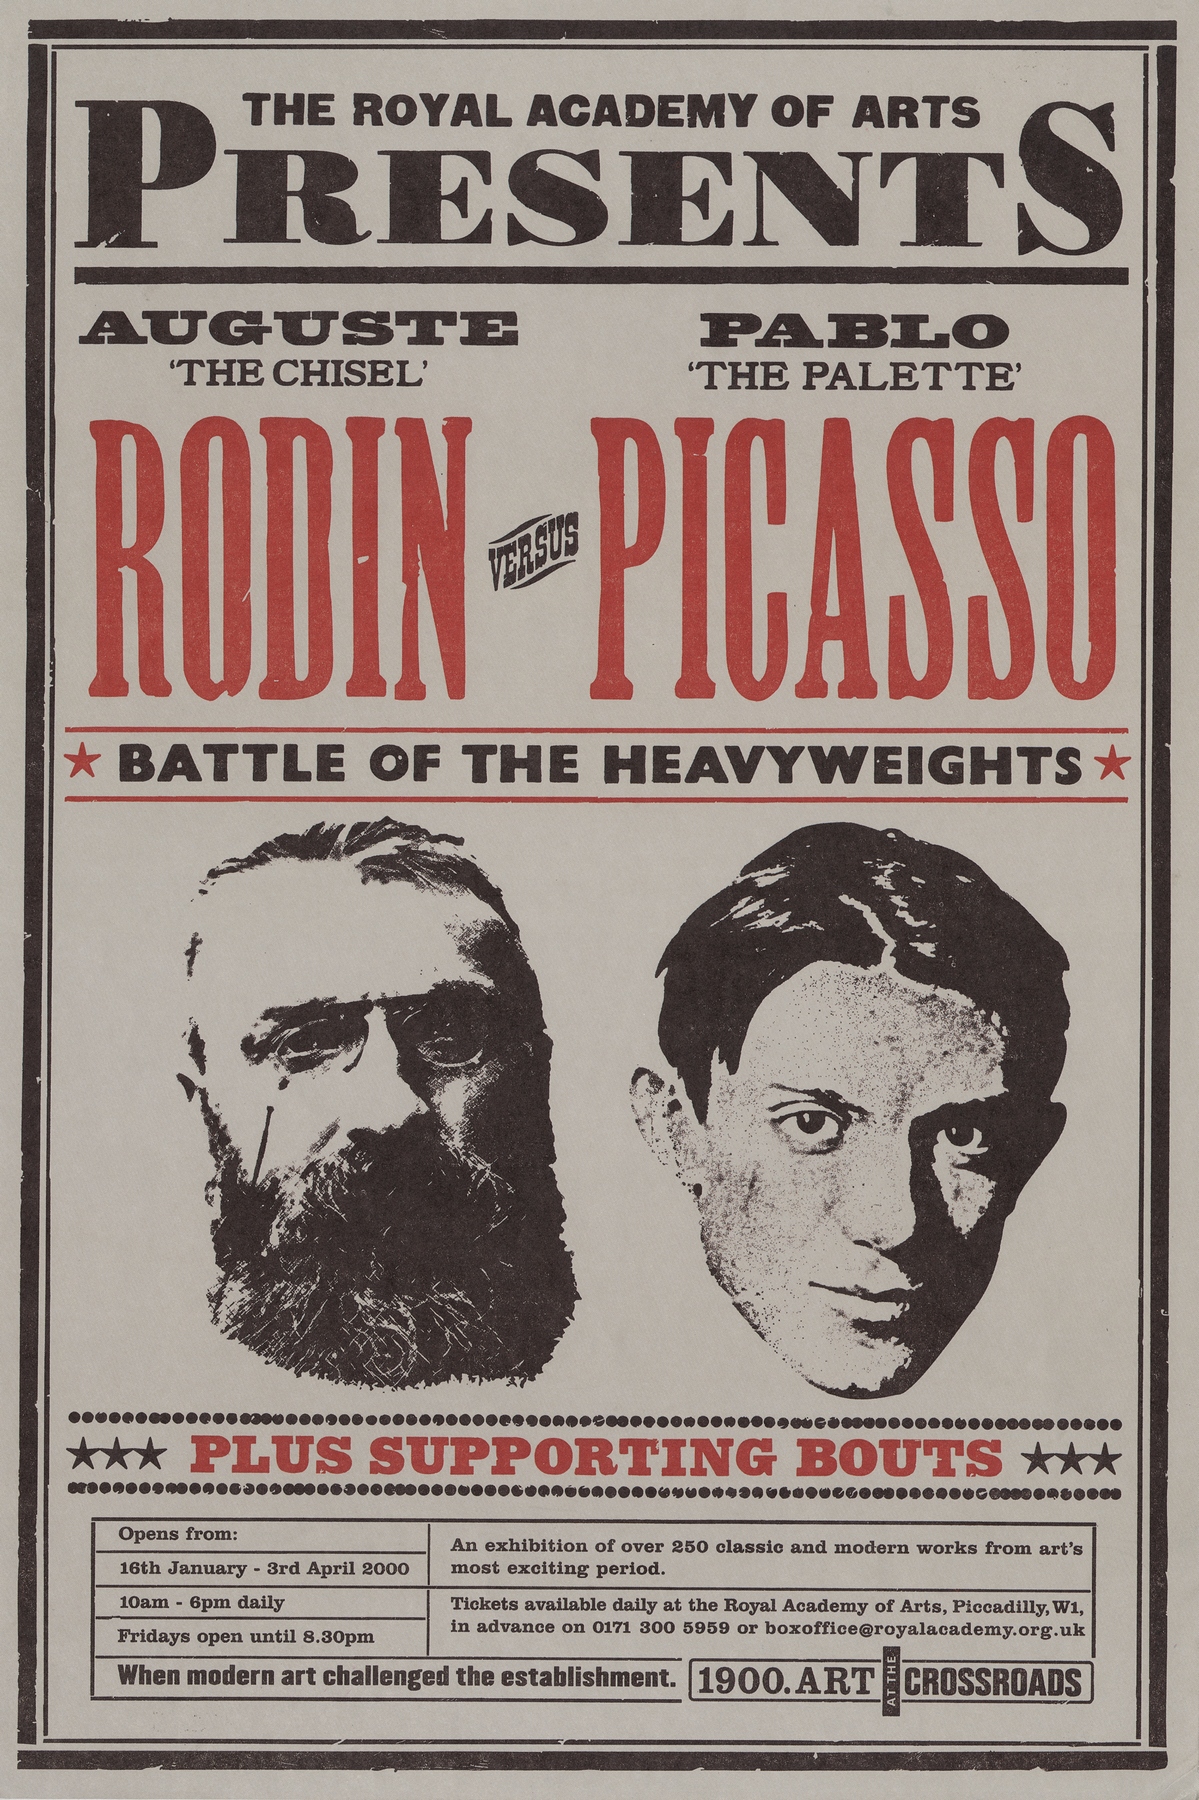 THE ROYAL ACADEMY OF ARTS
PRESENTS
AUGUSTE
'THE CHISEL'
RODIN
VERSUS
PABLO
'THE PALETTE'
PICASSO
BATTLE OF THE HEAVYWEIGHTS
PLUS SUPPORTING BOUTS
Opens from:
16th January - 3rd April 2000
10am - 6pm daily
Fridays open until 8.30pm
An exhibition of over 250 classic and modern works from art's
most exciting period.
Tickets available daily at the Royal Academy of Arts, Piccadilly, W1,
in advance on 0171 300 5959 or boxoffice@royalacademy.org.uk
When modern art challenged the establishment.
1900.ART AT THE CROSSROADS